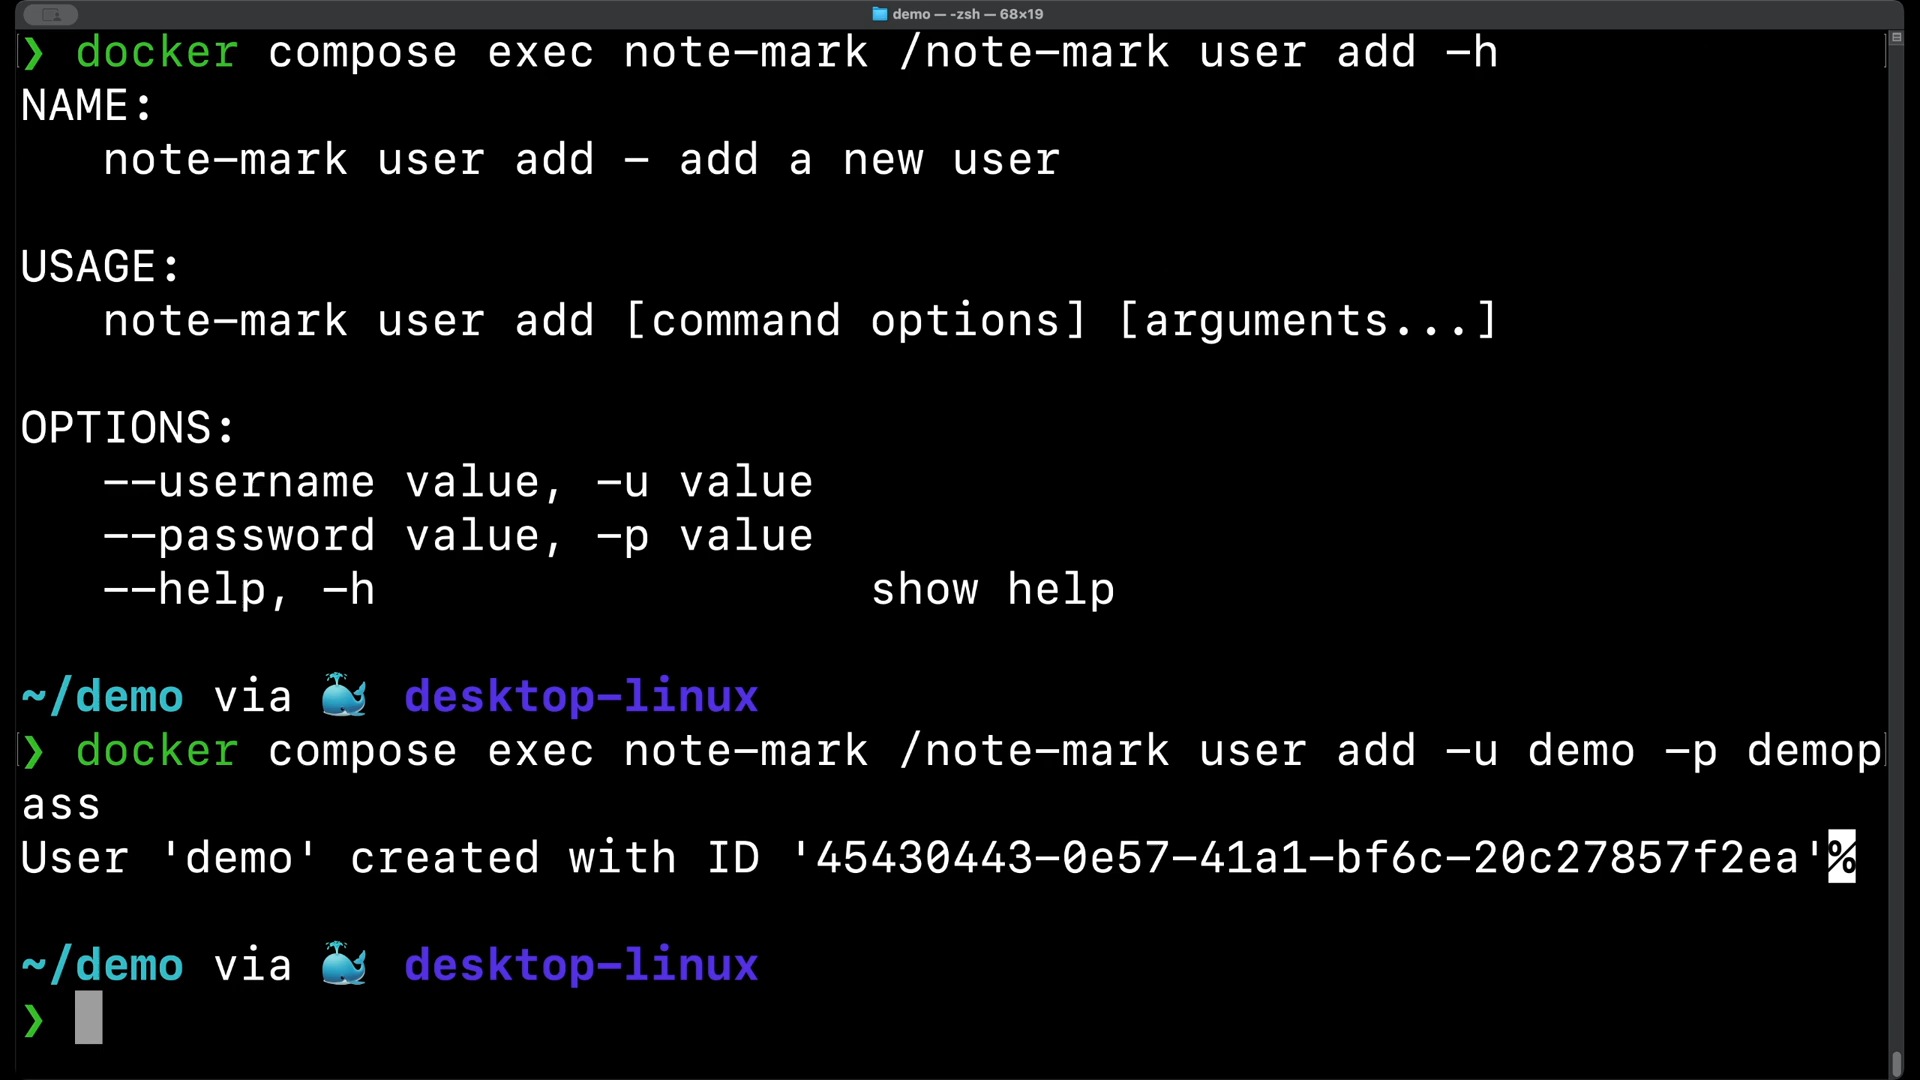 demo — -zsh — 68×19
❯ docker compose exec note-mark /note-mark user add -h
NAME:
note-mark user add - add a new user
USAGE:
note-mark user add [command options] [arguments...]
OPTIONS:
--username value, -u value
--password value, -p value
--help, -h show help
~/demo via 🐳 desktop-linux
❯ docker compose exec note-mark /note-mark user add -u demo -p demop
ass
User 'demo' created with ID '45430443-0e57-41a1-bf6c-20c27857f2ea'%
~/demo via 🐳 desktop-linux
❯